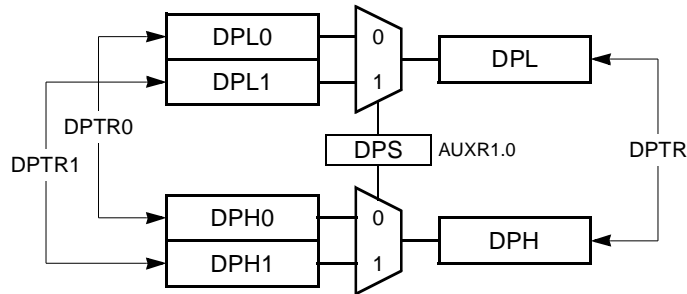 DPL0
0
DPL1
1
DPL
DPTR0
DPTR1
DPS
AUXR1.0
DPTR
DPH0
0
DPH1
1
DPH